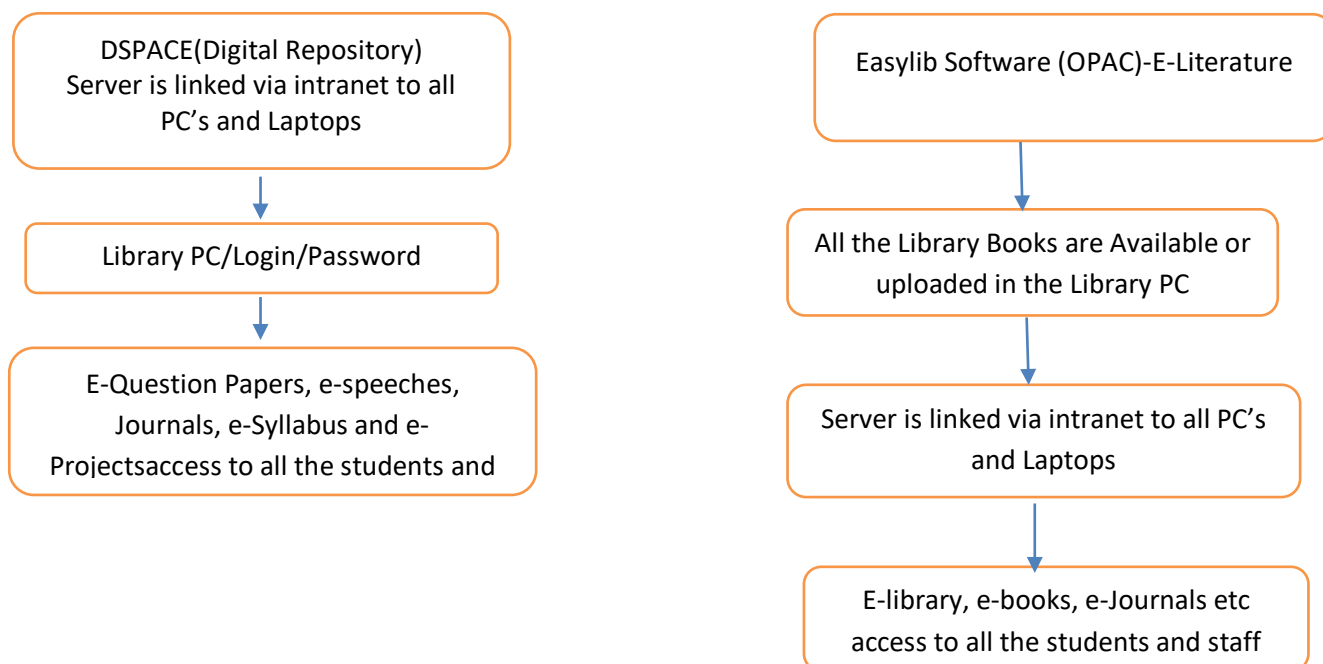 DSPACE(Digital Repository)
Server is linked via intranet to all
PC’s and Laptops
Library PC/Login/Password
E-Question Papers, e-speeches,
Journals, e-Syllabus and e-
Projectsaccess to all the students and
Easylib Software (OPAC)-E-Literature
All the Library Books are Available or
uploaded in the Library PC
Server is linked via intranet to all PC’s
and Laptops
E-library, e-books, e-Journals etc
access to all the students and staff